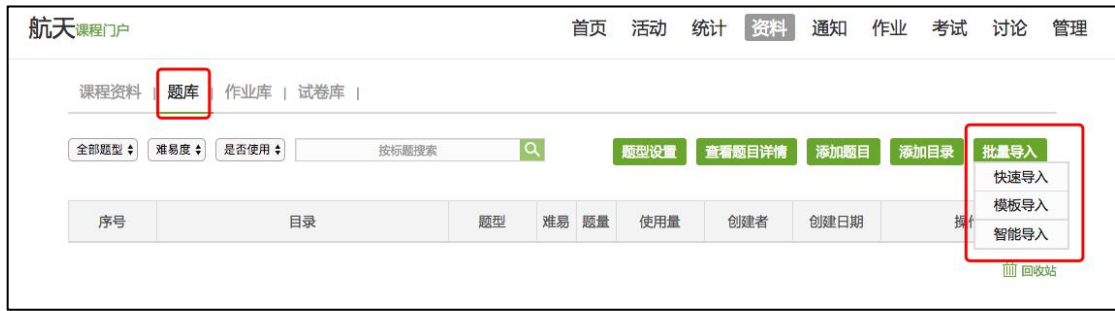 航天课程门户 首页 活动 统计 资料 通知 作业 考试 讨论 管理
课程资料 | 题库 | 作业库 | 试卷库 |
全部题型 难易度 是否使用 按标题搜索 题型设置 查看题目详情 添加题目 添加目录 批量导入
快速导入
模板导入
序号 目录 题型 难易 题量 使用量 创建者 创建日期 操作
智能导入
回收站